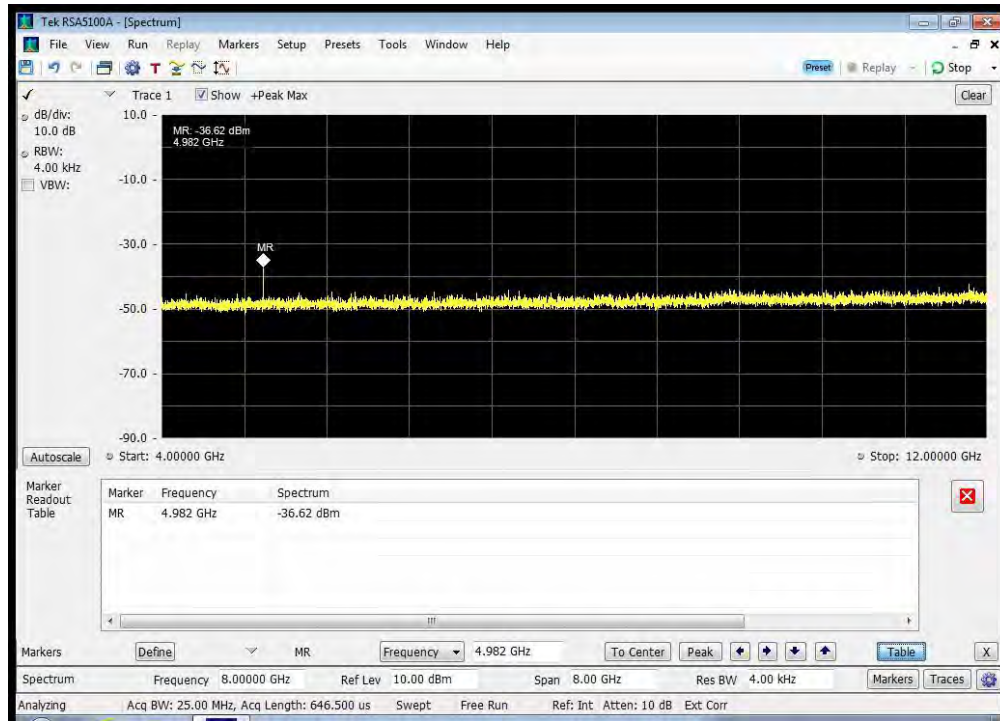 Tek RSA5100A - [Spectrum]
File View Run Replay Markers Setup Presets Tools Window Help
T
Preset Replay Stop
Trace 1 Show +Peak Max Clear
dB/div:
10.0 dB
RBW:
4.00 kHz
VBW:
10.0
-10.0
-30.0
-50.0
-70.0
-90.0
MR: -36.62 dBm
4.982 GHz
MR
Autoscale Start: 4.00000 GHz Stop: 12.00000 GHz
Marker
Readout
Table
Marker Frequency Spectrum
MR 4.982 GHz -36.62 dBm
Markers Define MR Frequency 4.982 GHz To Center Peak Table X
Spectrum Frequency 8.00000 GHz Ref Lev 10.00 dBm Span 8.00 GHz Res BW 4.00 kHz Markers Traces
Analyzing Acq BW: 25.00 MHz, Acq Length: 646.500 us Swept Free Run Ref: Int Atten: 10 dB Ext Corr